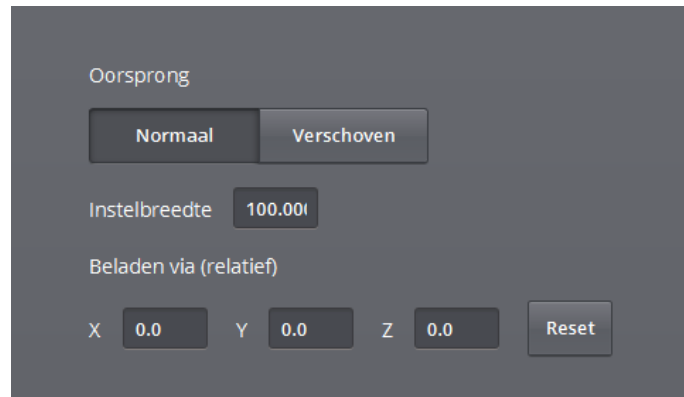 Oorsprong
Normaal Verschoven
Instelbreedte 100.00
Beladen via (relatief)
X 0.0 Y 0.0 Z 0.0 Reset